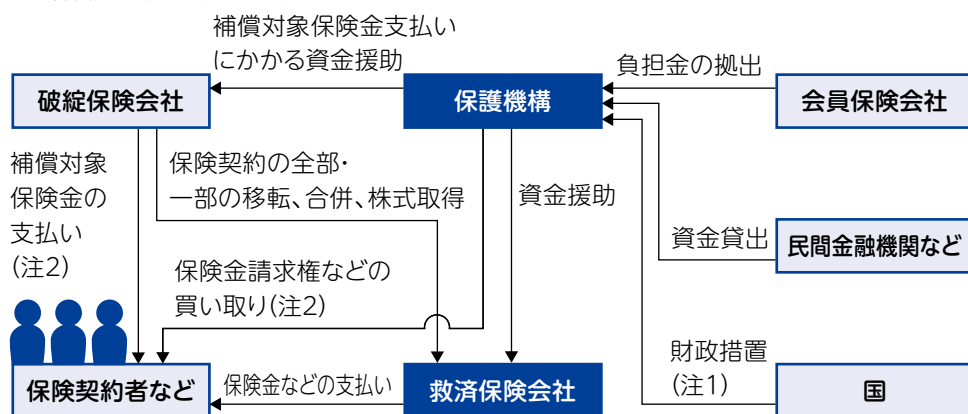 補償対象保険金支払い
にかかる資金援助
負担金の拠出
破綻保険会社
保護機構
会員保険会社
補償対象
保険金の
支払い
(注2)
保険契約の全部・
一部の移転、合併、株式取得
資金援助
資金貸出
民間金融機関など
保険金請求権などの
買い取り(注2)
財政措置
(注1)
保険契約者など
保険金などの支払い
救済保険会社
国